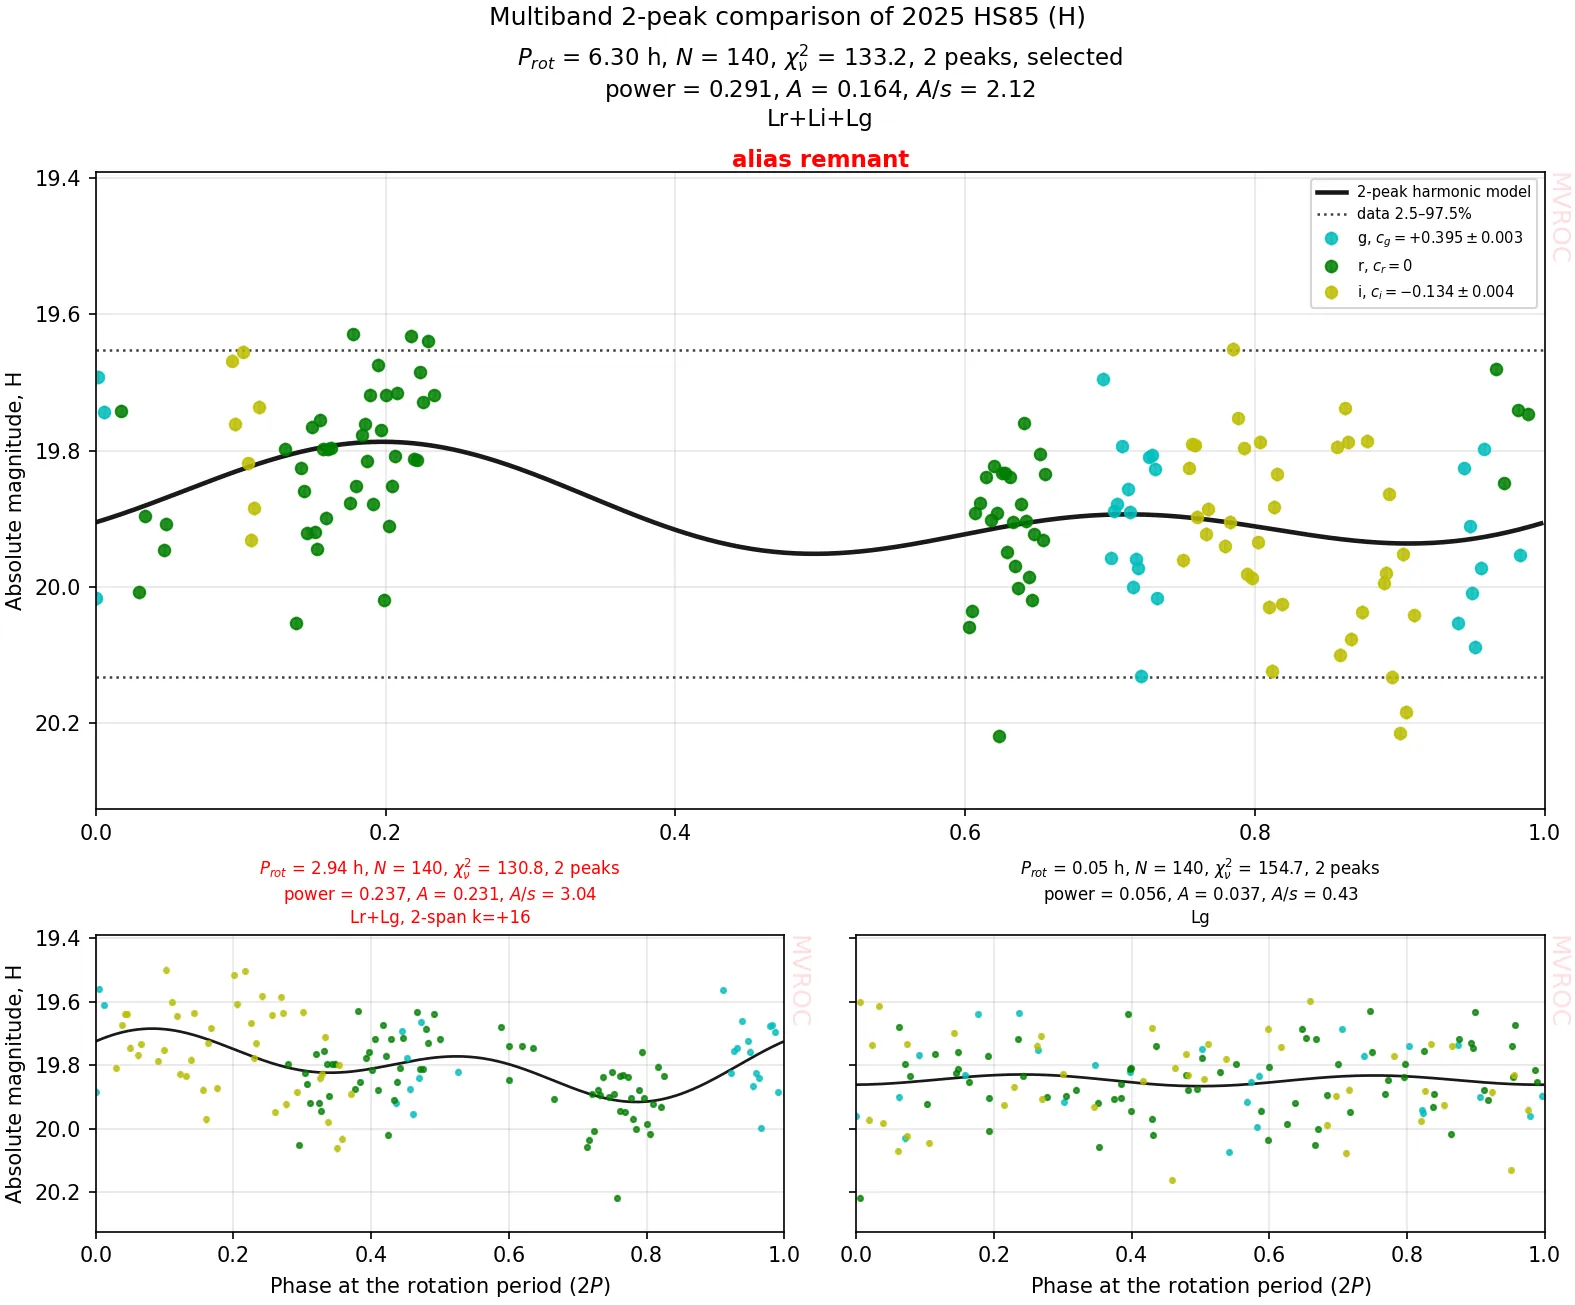 Multiband 2-peak comparison of 2025 HS85 (H)
P_rot = 6.30 h, N = 140, χ²_ν = 133.2, 2 peaks, selected
power = 0.291, A = 0.164, A/s = 2.12
Lr+Li+Lg
alias remnant
19.4
19.6
19.8
20.0
20.2
Absolute magnitude, H
0.0 0.2 0.4 0.6 0.8 1.0
2-peak harmonic model
data 2.5–97.5%
g, c_g = +0.395 ± 0.003
r, c_r = 0
i, c_i = −0.134 ± 0.004
MVROC
P_rot = 2.94 h, N = 140, χ²_ν = 130.8, 2 peaks
power = 0.237, A = 0.231, A/s = 3.04
Lr+Lg, 2-span k=+16
19.4
19.6
19.8
20.0
20.2
Absolute magnitude, H
0.0 0.2 0.4 0.6 0.8 1.0
Phase at the rotation period (2P)
MVROC
P_rot = 0.05 h, N = 140, χ²_ν = 154.7, 2 peaks
power = 0.056, A = 0.037, A/s = 0.43
Lg
0.0 0.2 0.4 0.6 0.8 1.0
Phase at the rotation period (2P)
MVROC